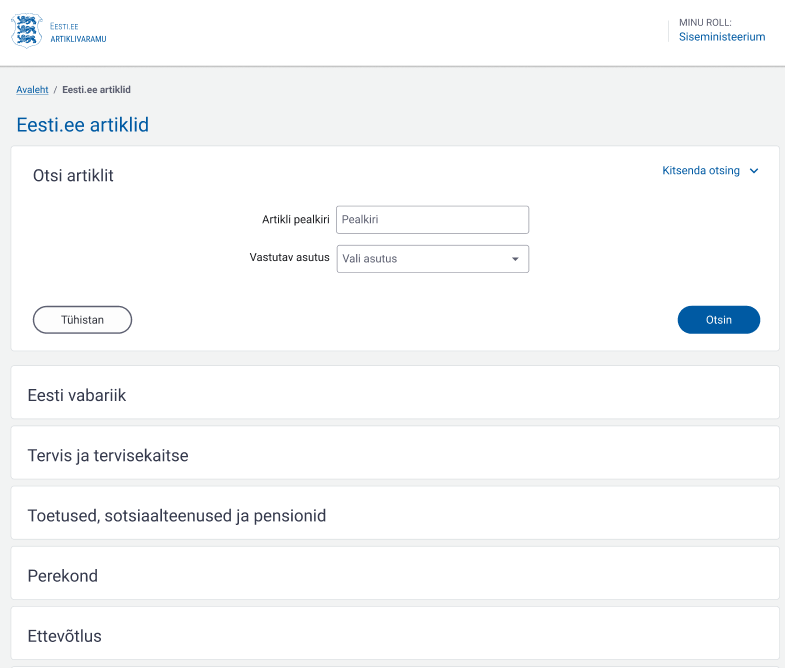 EESTI.EE
ARTIKLIVARAMU
MINU ROLL:
Siseministeerium
Avaleht / Eesti.ee artiklid
Eesti.ee artiklid
Otsi artiklit
Kitsenda otsing
Artikli pealkiri Pealkiri
Vastutav asutus Vali asutus
Tühistan
Otsin
Eesti vabariik
Tervis ja tervisekaitse
Toetused, sotsiaalteenused ja pensionid
Perekond
Ettevõtlus